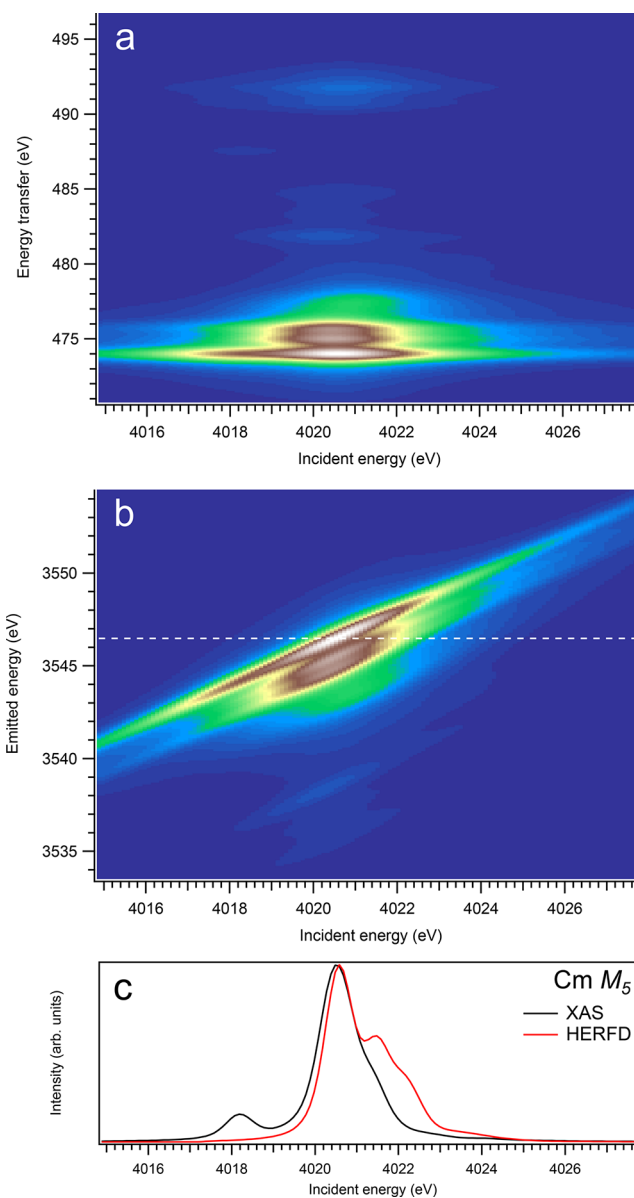 a
495
490
485
480
475
Energy transfer (eV)
4016 4018 4020 4022 4024 4026
Incident energy (eV)
b
3550
3545
3540
3535
Emitted energy (eV)
4016 4018 4020 4022 4024 4026
Incident energy (eV)
c
Cm M5
XAS
HERFD
Intensity (arb. units)
4016 4018 4020 4022 4024 4026
Incident energy (eV)